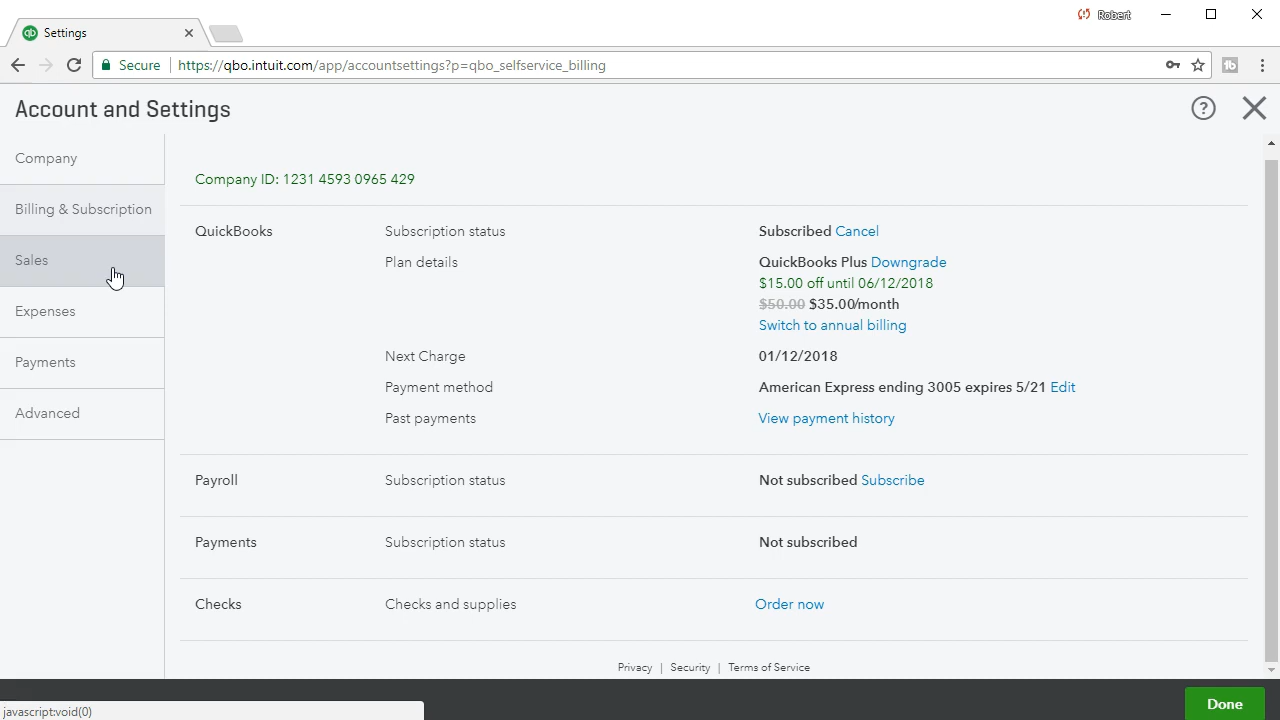 Robert
Settings
Secure https://qbo.intuit.com/app/accountsettings?p=qbo_selfservice_billing
Account and Settings
Company
Billing & Subscription
Sales
Expenses
Payments
Advanced
Company ID: 1231 4593 0965 429
QuickBooks Subscription status Subscribed Cancel
Plan details QuickBooks Plus Downgrade
$15.00 off until 06/12/2018
$50.00 $35.00/month
Switch to annual billing
Next Charge 01/12/2018
Payment method American Express ending 3005 expires 5/21 Edit
Past payments View payment history
Payroll Subscription status Not subscribed Subscribe
Payments Subscription status Not subscribed
Checks Checks and supplies Order now
Privacy | Security | Terms of Service
Done
javascript:void(0)